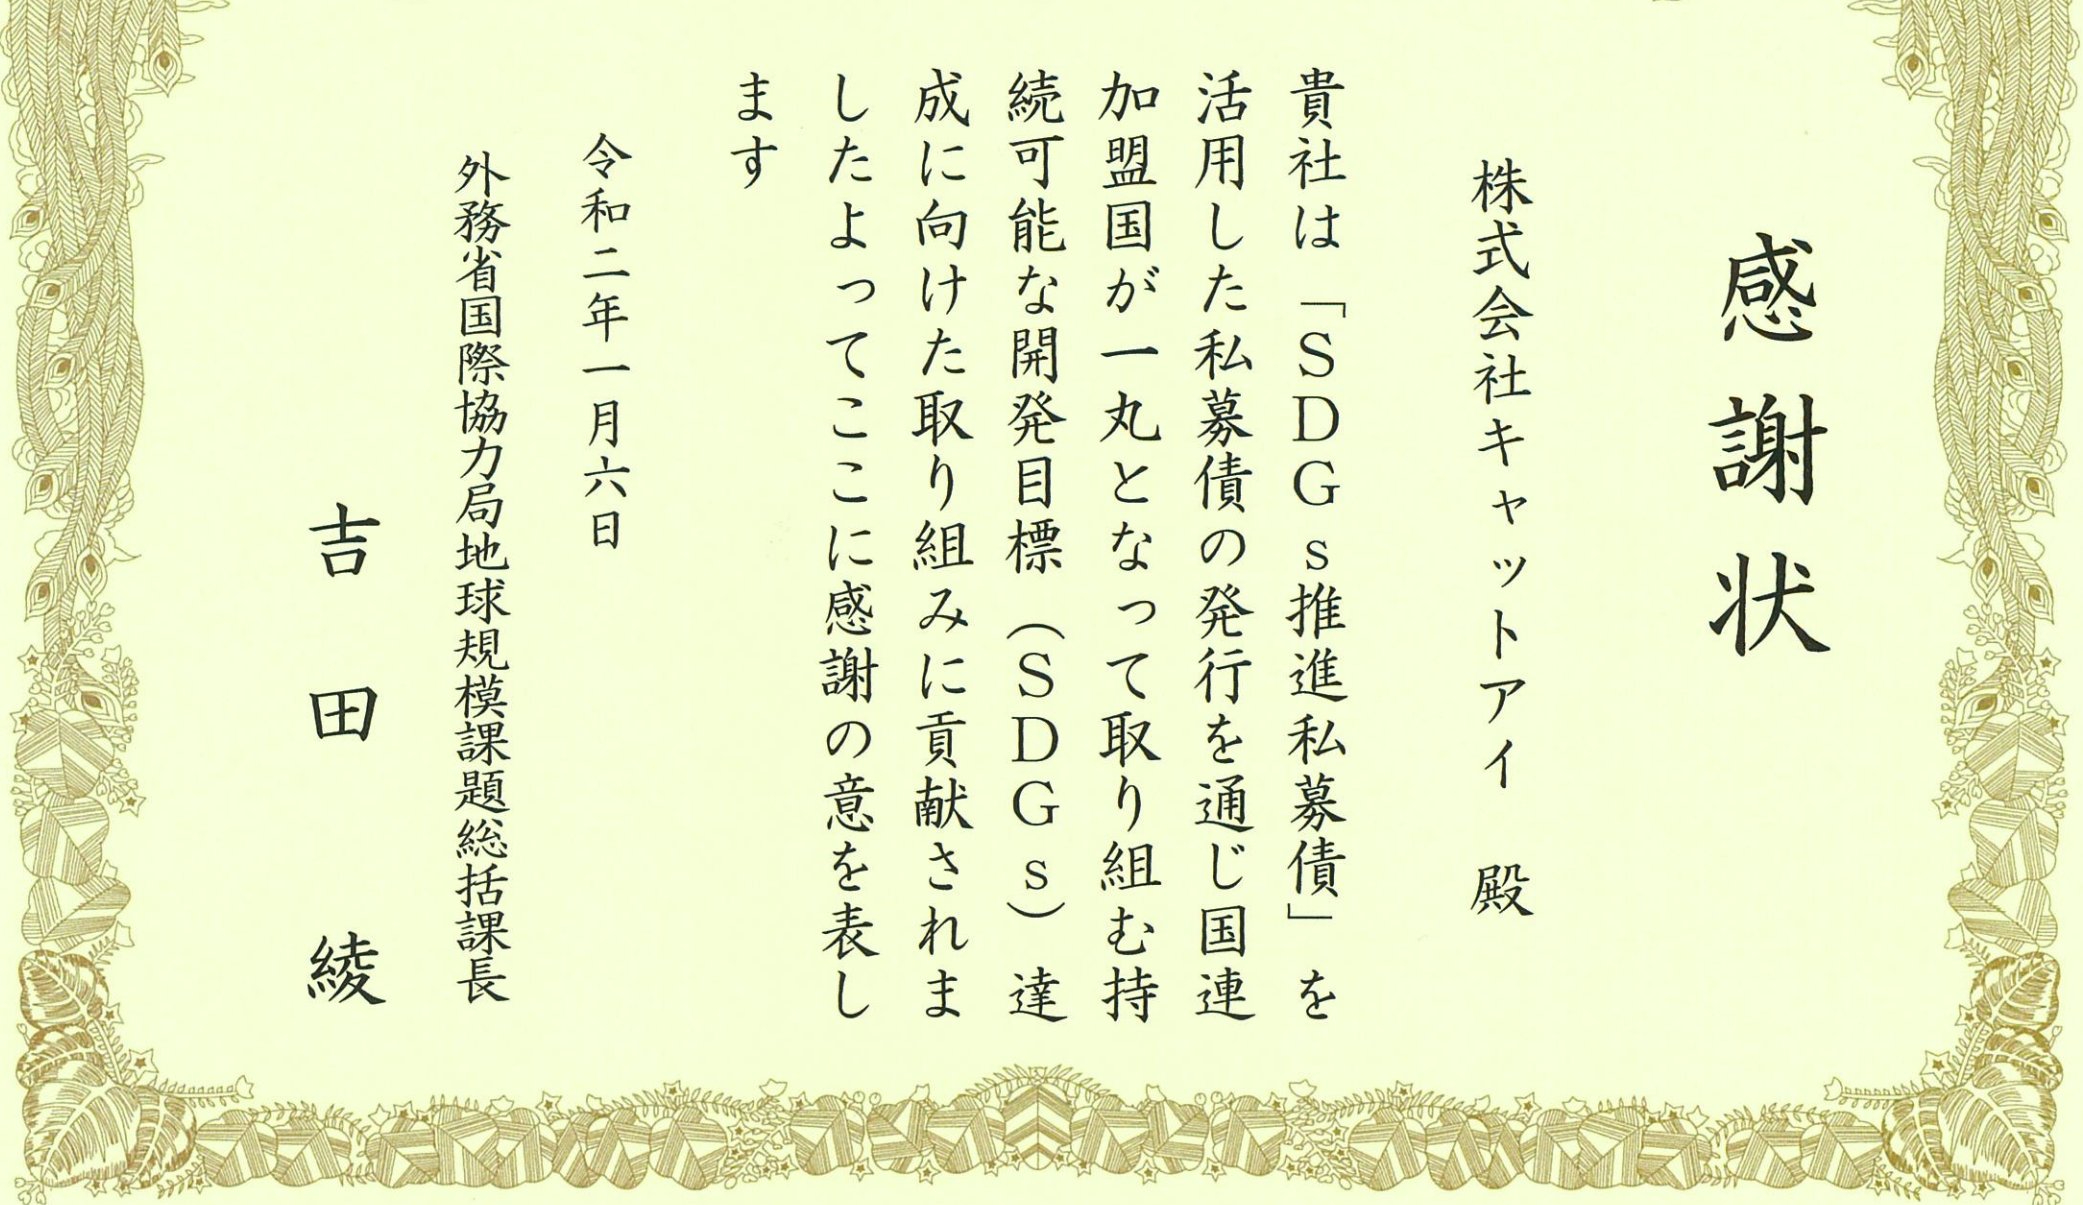 感謝状
株式会社キャットアイ　殿
貴社は「SDGs推進私募債」を
活用した私募債の発行を通じ国連
加盟国が一丸となって取り組む持
続可能な開発目標（SDGs）達
成に向けた取り組みに貢献されま
したよってここに感謝の意を表し
ます
令和二年一月六日
外務省国際協力局地球規模課題総括課長
吉田綾